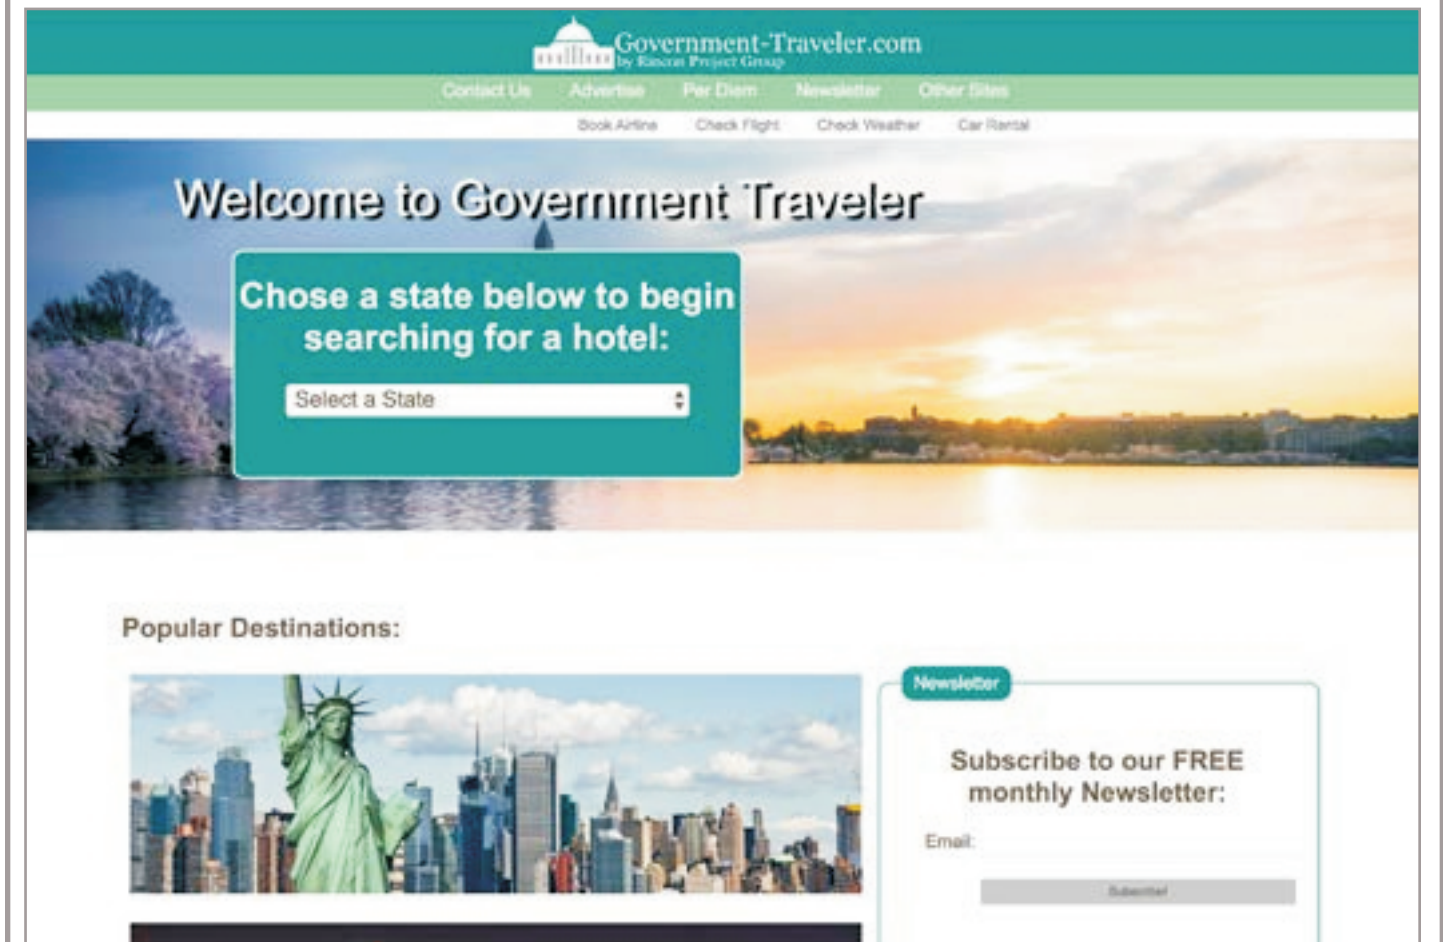 Government-Traveler.com
by Rincon Project Group
Contact Us Advertise Per Diem Newsletter Other Sites
Book Airline Check Flight Check Weather Car Rental
Welcome to Government Traveler
Chose a state below to begin
searching for a hotel:
Select a State
Popular Destinations:
Newsletter
Subscribe to our FREE
monthly Newsletter:
Email:
Subscribe!